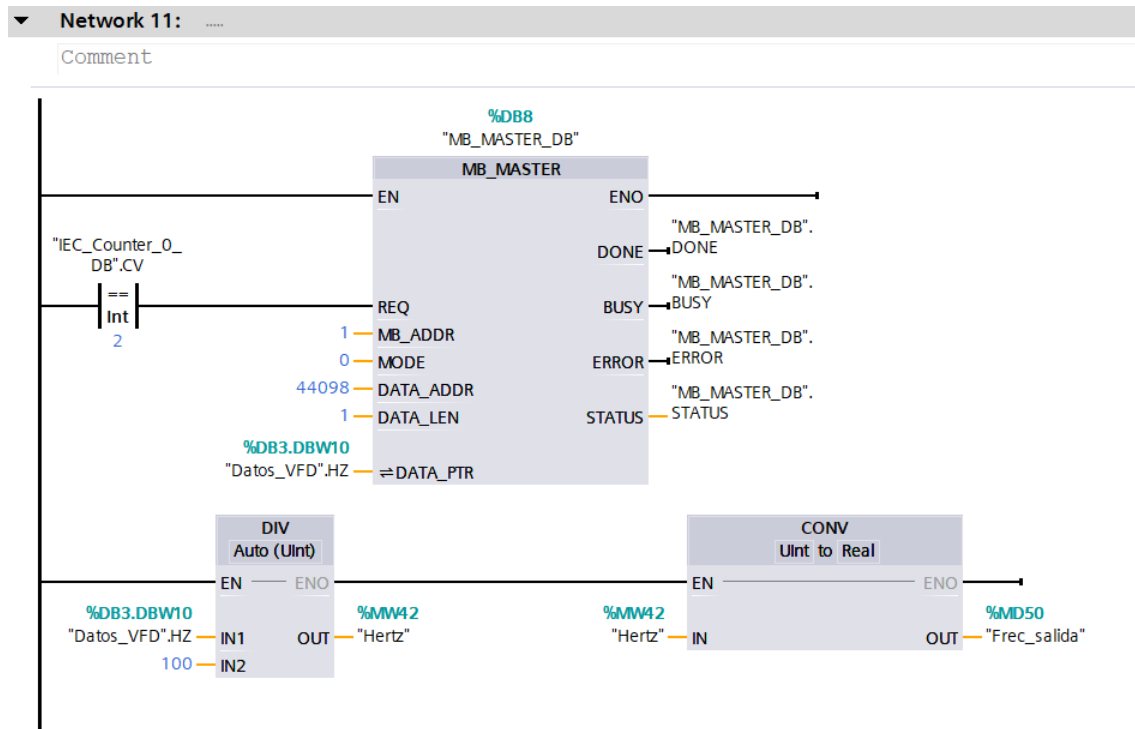 Network 11: .....
Comment
%DB8
"MB_MASTER_DB"
MB_MASTER
EN
ENO
"MB_MASTER_DB".
DONE
DONE
"IEC_Counter_0_
DB".CV
==
Int
2
"MB_MASTER_DB".
BUSY
BUSY
REQ
1
MB_ADDR
"MB_MASTER_DB".
ERROR
ERROR
0
MODE
44098
DATA_ADDR
"MB_MASTER_DB".
STATUS
STATUS
1
DATA_LEN
%DB3.DBW10
"Datos_VFD".HZ
DATA_PTR
DIV
Auto (UInt)
EN
ENO
%DB3.DBW10
"Datos_VFD".HZ
IN1
100
IN2
OUT
%MW42
"Hertz"
CONV
UInt to Real
EN
ENO
%MW42
"Hertz"
IN
OUT
%MD50
"Frec_salida"